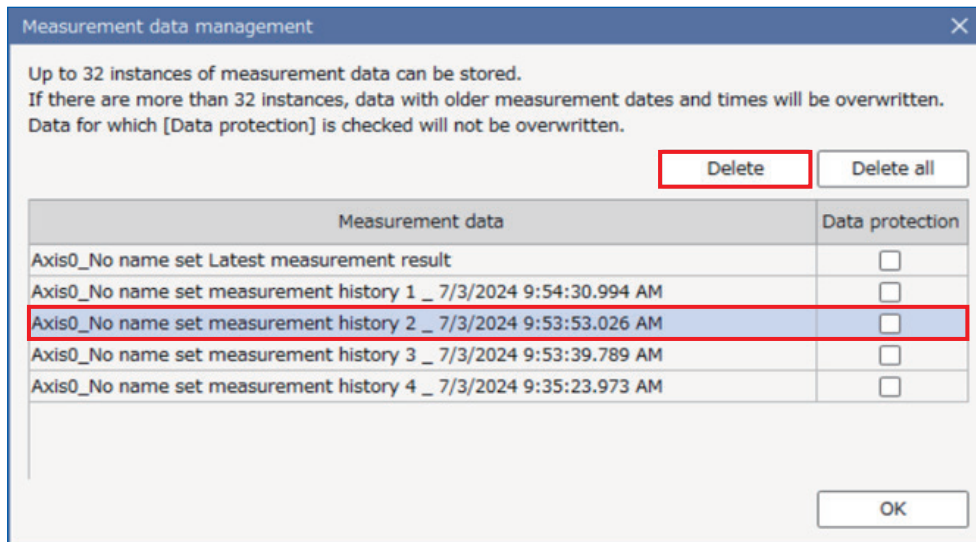 Measurement data management
Up to 32 instances of measurement data can be stored.
If there are more than 32 instances, data with older measurement dates and times will be overwritten.
Data for which [Data protection] is checked will not be overwritten.
Delete Delete all
Measurement data Data protection
Axis0_No name set Latest measurement result
Axis0_No name set measurement history 1 _ 7/3/2024 9:54:30.994 AM
Axis0_No name set measurement history 2 _ 7/3/2024 9:53:53.026 AM
Axis0_No name set measurement history 3 _ 7/3/2024 9:53:39.789 AM
Axis0_No name set measurement history 4 _ 7/3/2024 9:35:23.973 AM
OK